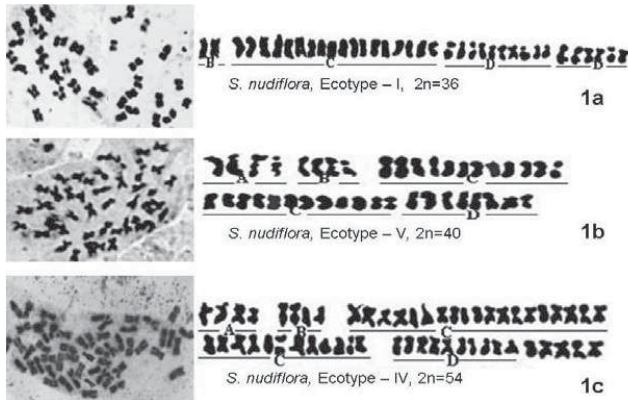 B C D D
S. nudiflora, Ecotype – I, 2n=36
1a
A B C
C D
S. nudiflora, Ecotype – V, 2n=40
1b
A B C
C D
S. nudiflora, Ecotype – IV, 2n=54
1c